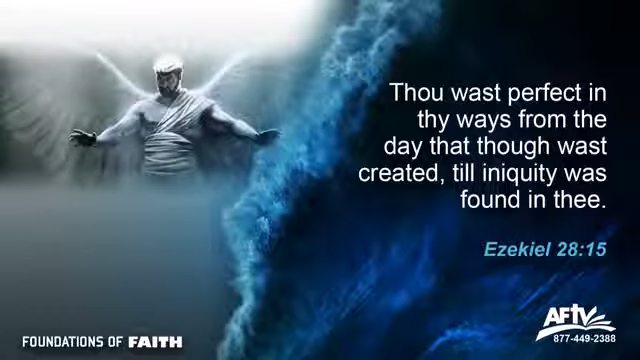 Thou wast perfect in
thy ways from the
day that though wast
created, till iniquity was
found in thee.
Ezekiel 28:15
AFtv
877-449-2388
FOUNDATIONS OF FAITH